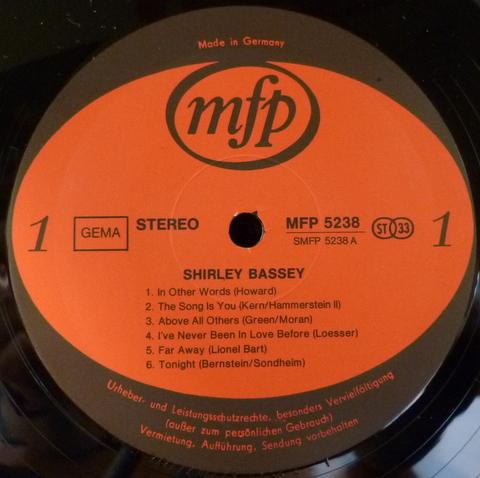 Made in Germany
mfp
1
GEMA
STEREO
MFP 5238
SMFP 5238 A
ST 33
1
SHIRLEY BASSEY
1. In Other Words (Howard)
2. The Song Is You (Kern/Hammerstein II)
3. Above All Others (Green/Moran)
4. I've Never Been In Love Before (Loesser)
5. Far Away (Lionel Bart)
6. Tonight (Bernstein/Sondheim)
Urheber- und Leistungsschutzrechte, besonders Vervielfältigung
(außer zum persönlichen Gebrauch)
Vermietung, Aufführung, Sendung vorbehalten